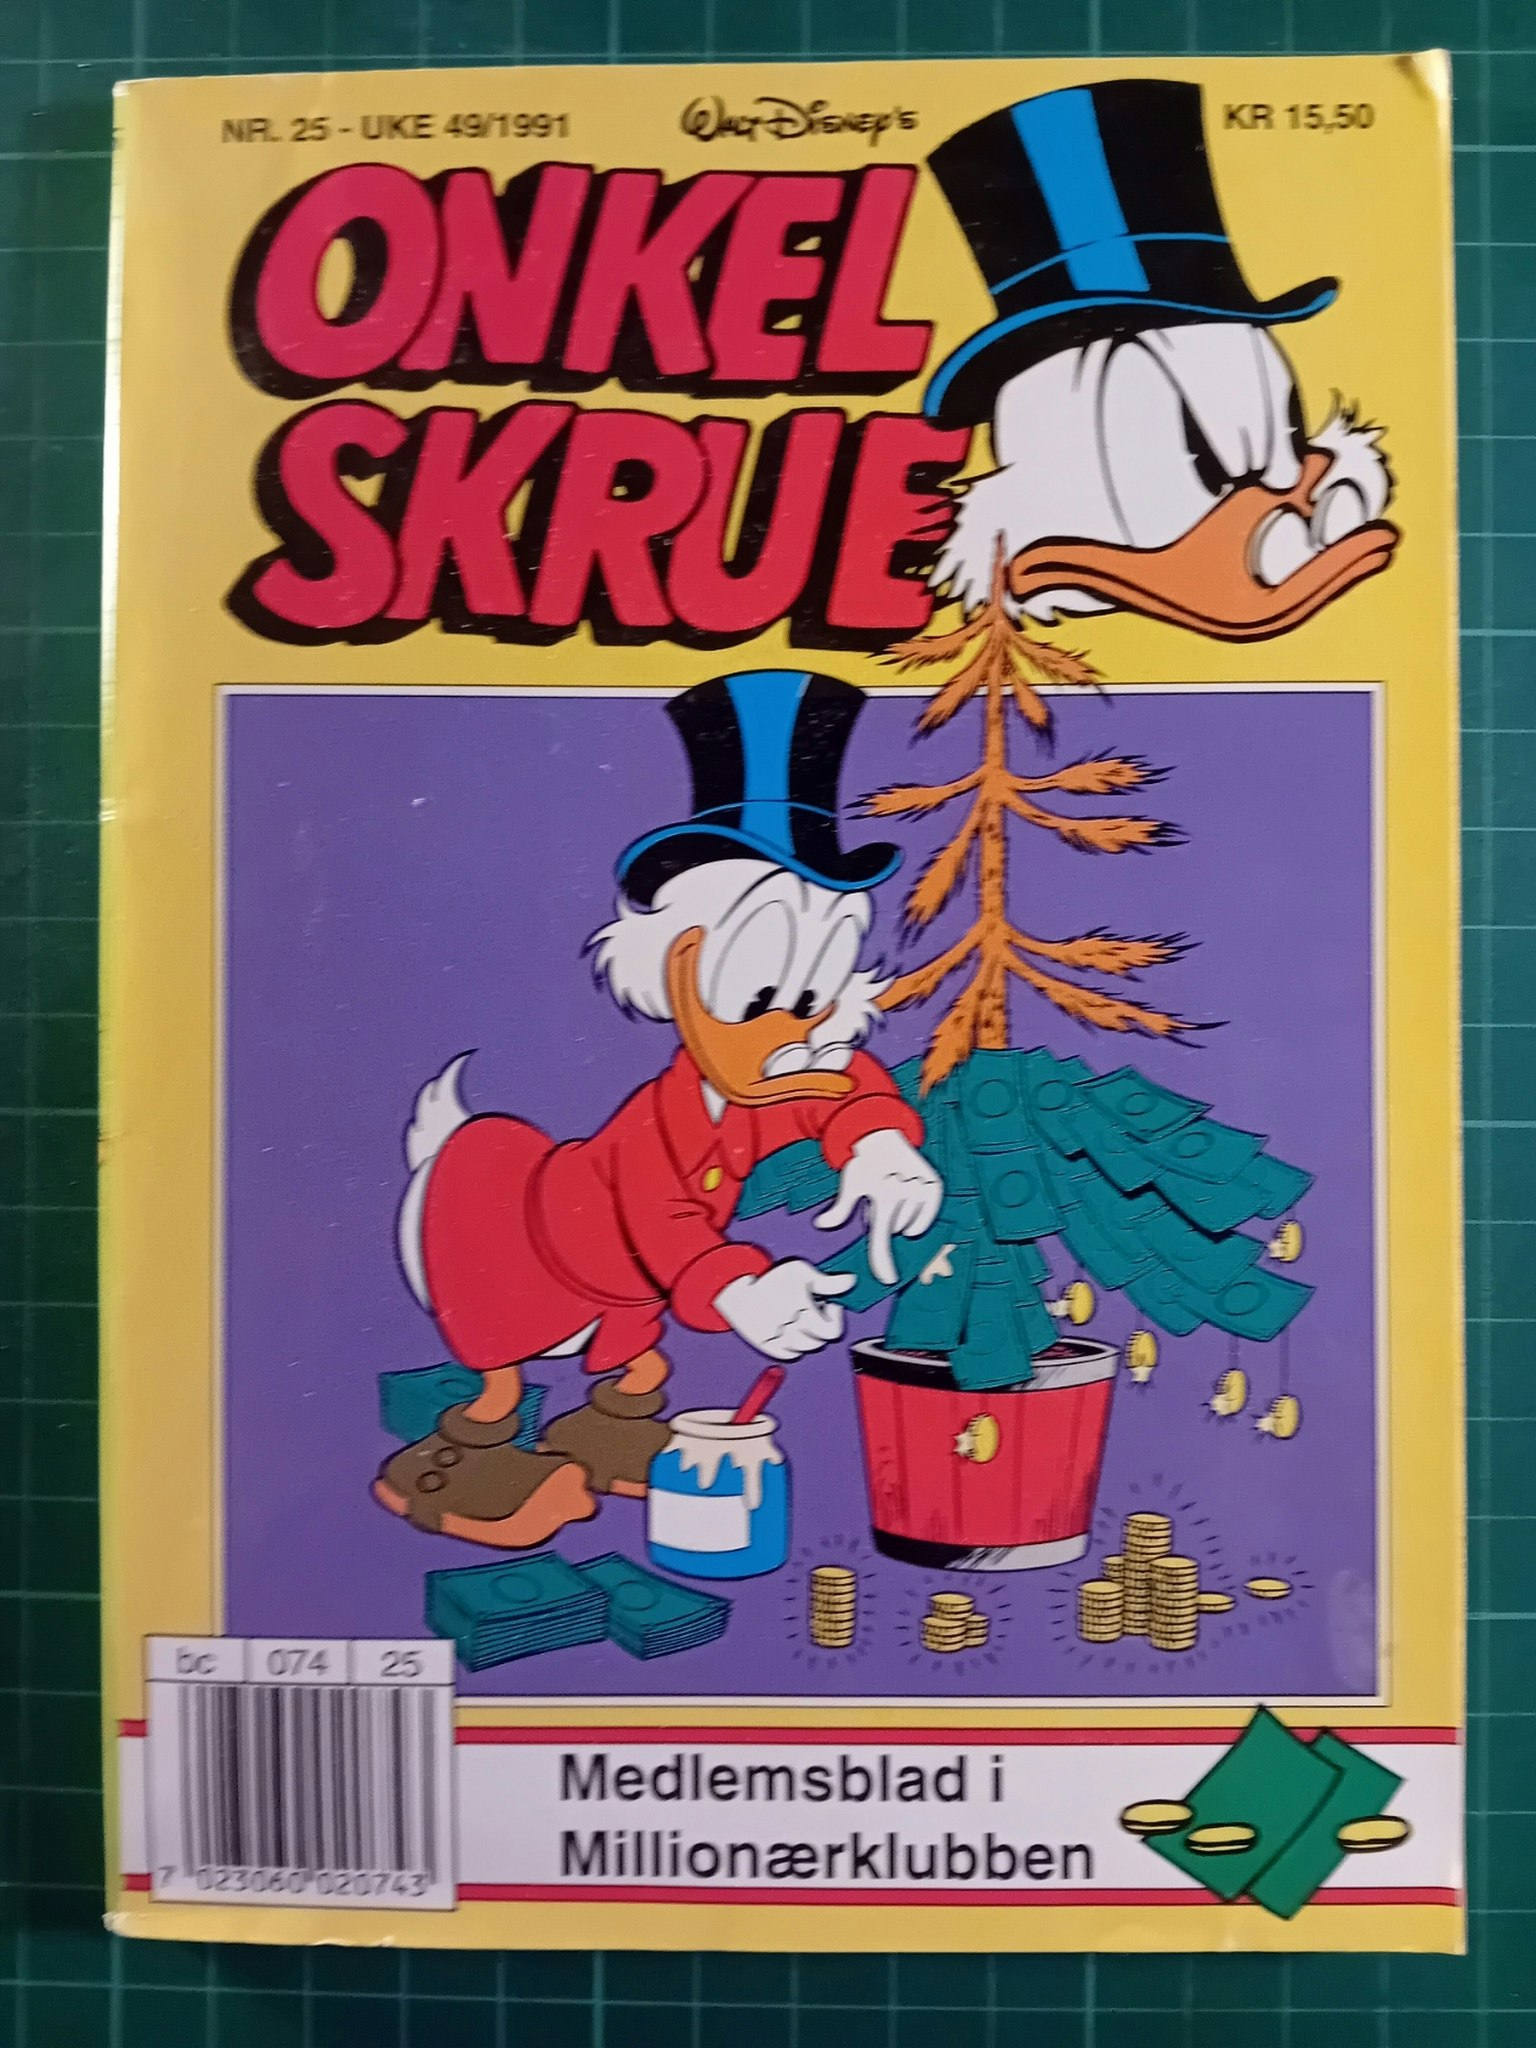 NR. 25 - UKE 49/1991
WALT DISNEY'S
KR 15,50
ONKEL
SKRUE
bc 074 25
7 023060 020743
Medlemsblad i
Millionærklubben